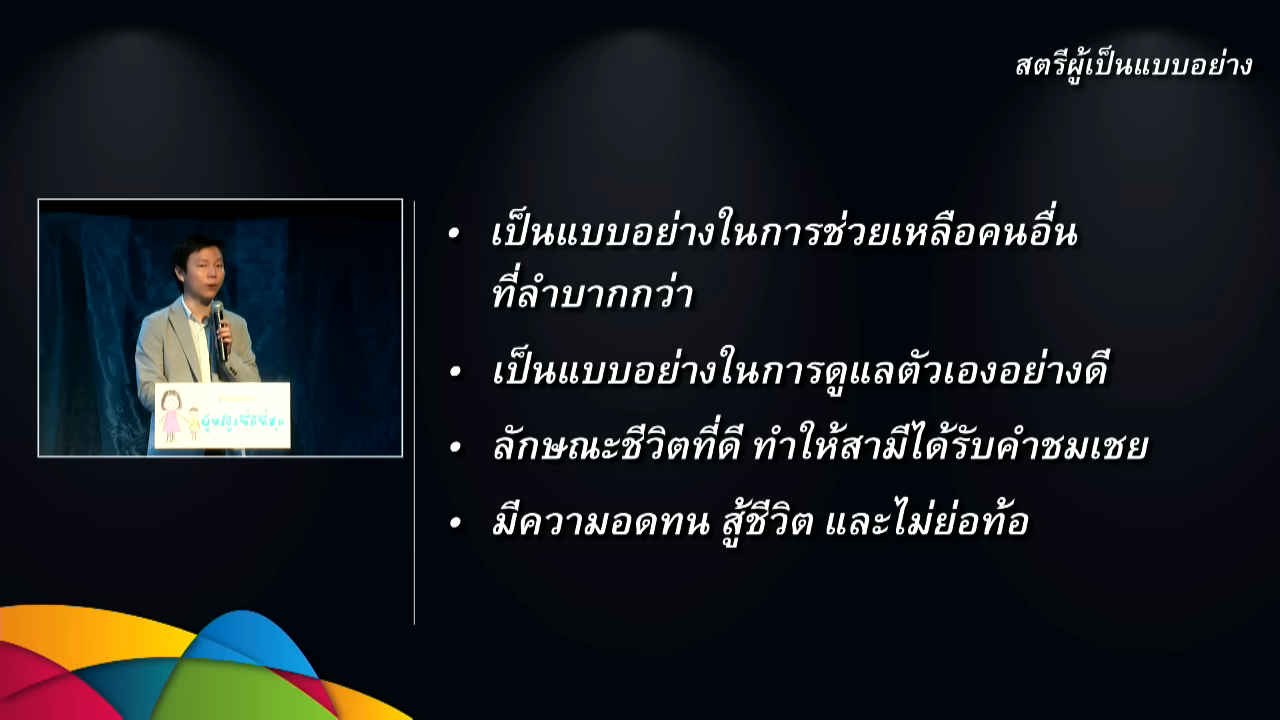 สตรีผู้เป็นแบบอย่าง
• เป็นแบบอย่างในการช่วยเหลือคนอื่น
ที่ลำบากกว่า
• เป็นแบบอย่างในการดูแลตัวเองอย่างดี
• ลักษณะชีวิตที่ดี ทำให้สามีได้รับคำชมเชย
• มีความอดทน สู้ชีวิต และไม่ย่อท้อ